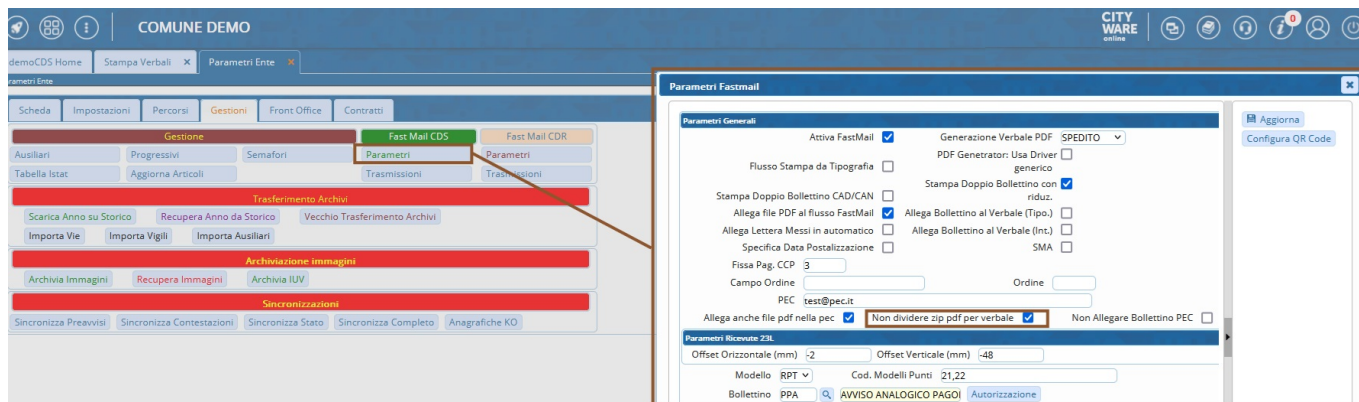 COMUNE DEMO
CITY
WARE
online
0
demoCDS Home Stampa Verbali × Parametri Ente ×
rametri Ente
Scheda Impostazioni Percorsi Gestioni Front Office Contratti
Gestione Fast Mail CDS Fast Mail CDR
Ausiliari Progressivi Semafori Parametri Parametri
Tabella Istat Aggiorna Articoli Trasmissioni Trasmissioni
Trasferimento Archivi
Scarica Anno su Storico Recupera Anno da Storico Vecchio Trasferimento Archivi
Importa Vie Importa Vigili Importa Ausiliari
Archiviazione immagini
Archivia Immagini Recupera Immagini Archivia IUV
Sincronizzazioni
Sincronizza Preavvisi Sincronizza Contestazioni Sincronizza Stato Sincronizza Completo Anagrafiche KO
Parametri Fastmail ×
Parametri Generali
Attiva FastMail Generazione Verbale PDF SPEDITO
Flusso Stampa da Tipografia PDF Genetrator: Usa Driver
generico
Stampa Doppio Bollettino CAD/CAN Stampa Doppio Bollettino con
riduz.
Allega file PDF al flusso FastMail Allega Bollettino al Verbale (Tipo.)
Allega Lettera Messi in automatico Allega Bollettino al Verbale (Int.)
Specifica Data Postalizzazione SMA
Fissa Pag. CCP 3
Campo Ordine Ordine
PEC test@pec.it
Allega anche file pdf nella pec Non dividere zip pdf per verbale Non Allegare Bollettino PEC
Parametri Ricevute 23L
Offset Orizzontale (mm) -2 Offset Verticale (mm) -48
Modello RPT Cod. Modelli Punti 21,22
Bollettino PPA AVVISO ANALOGICO PAGOI Autorizzazione
Aggiorna
Configura QR Code